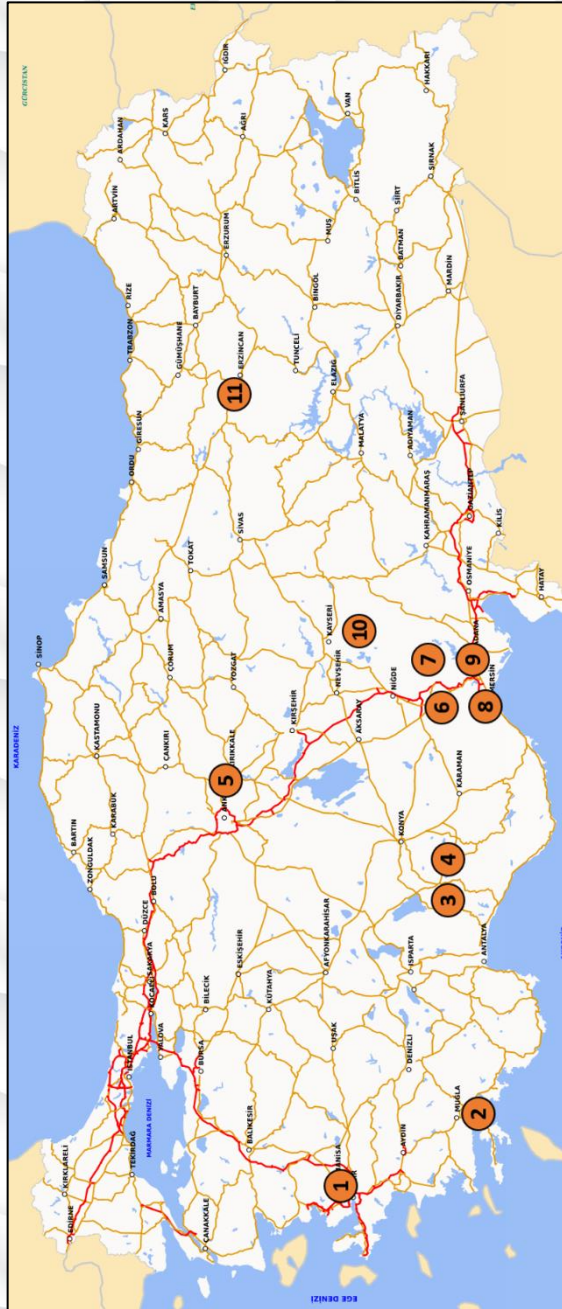 GÜRCİSTAN
KARADENİZ
SİNOP
BARTIN
KASTAMONU
ZONGULDAK
KARABÜK
SAMSUN
ARTVİN
ARDAHAN
KIRKLARELİ
EDİRNE
TEKİRDAĞ
İSTANBUL
KOCAELİ
SAKARYA
DÜZCE
BOLU
ÇANKIRI
ÇORUM
AMASYA
TOKAT
ORDU
GİRESUN
TRABZON
RİZE
GÜMÜŞHANE
BAYBURT
KARS
IĞDIR
MARMARA DENİZİ
YALOVA
ÇANAKKALE
BURSA
BİLECİK
BALIKESİR
ESKİŞEHİR
KÜTAHYA
5
YOZGAT
SİVAS
11
ERZİNCAN
ERZURUM
AĞRI
KIRŞEHİR
TUNCELİ
BİNGÖL
MUŞ
EGE DENİZİ
1
UŞAK
AFYONKARAHİSAR
AKSARAY
NEVŞEHİR
KAYSERİ
10
MALATYA
ELAZIĞ
BİTLİS
VAN
AYDIN
DENİZLİ
ISPARTA
KONYA
NİĞDE
ADIYAMAN
DİYARBAKIR
BATMAN
SİİRT
ŞIRNAK
HAKKARİ
MUĞLA
2
3
4
KARAMAN
6
7
KAHRAMANMARAŞ
MARDİN
ANTALYA
8
9
MERSİN
OSMANİYE
GAZİANTEP
ŞANLIURFA
KİLİS
HATAY